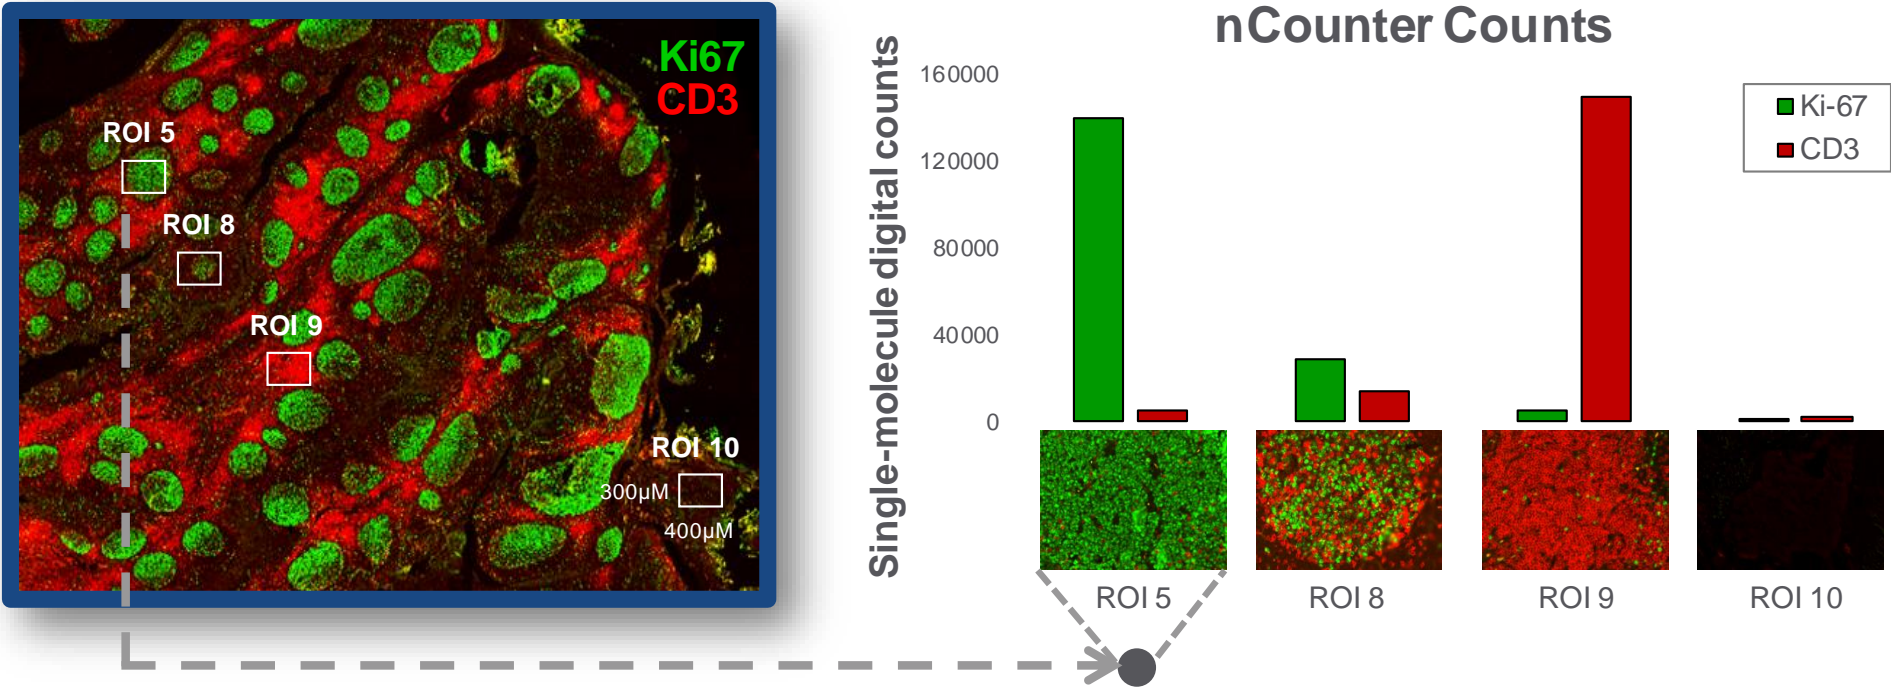 Ki67
CD3
ROI 5
ROI 8
ROI 9
ROI 10
300µM
400µM
nCounter Counts
Single-molecule digital counts
160000
120000
80000
40000
0
Ki-67
CD3
ROI 5
ROI 8
ROI 9
ROI 10